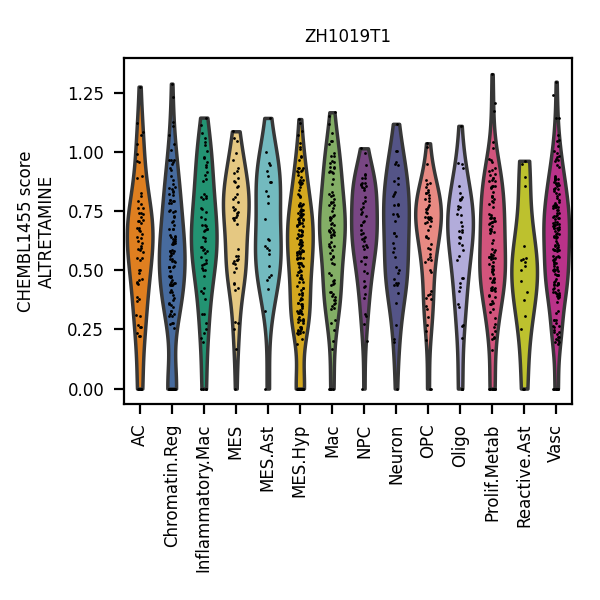 ZH1019T1
CHEMBL1455 score
ALTRETAMINE
1.25
1.00
0.75
0.50
0.25
0.00
AC
Chromatin.Reg
Inflammatory.Mac
MES
MES.Ast
MES.Hyp
Mac
NPC
Neuron
OPC
Oligo
Prolif.Metab
Reactive.Ast
Vasc